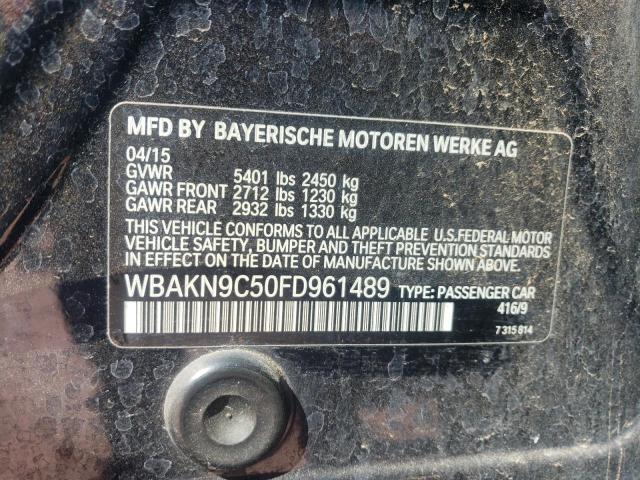 MFD BY BAYERISCHE MOTOREN WERKE AG
04/15
GVWR 5401 lbs 2450 kg
GAWR FRONT 2712 lbs 1230 kg
GAWR REAR 2932 lbs 1330 kg
THIS VEHICLE CONFORMS TO ALL APPLICABLE U.S.FEDERAL MOTOR
VEHICLE SAFETY, BUMPER AND THEFT PREVENTION STANDARDS
IN EFFECT ON THE DATE OF MANUFACTURE SHOWN ABOVE.
WBAKN9C50FD961489 TYPE: PASSENGER CAR
416/9
7 315 814